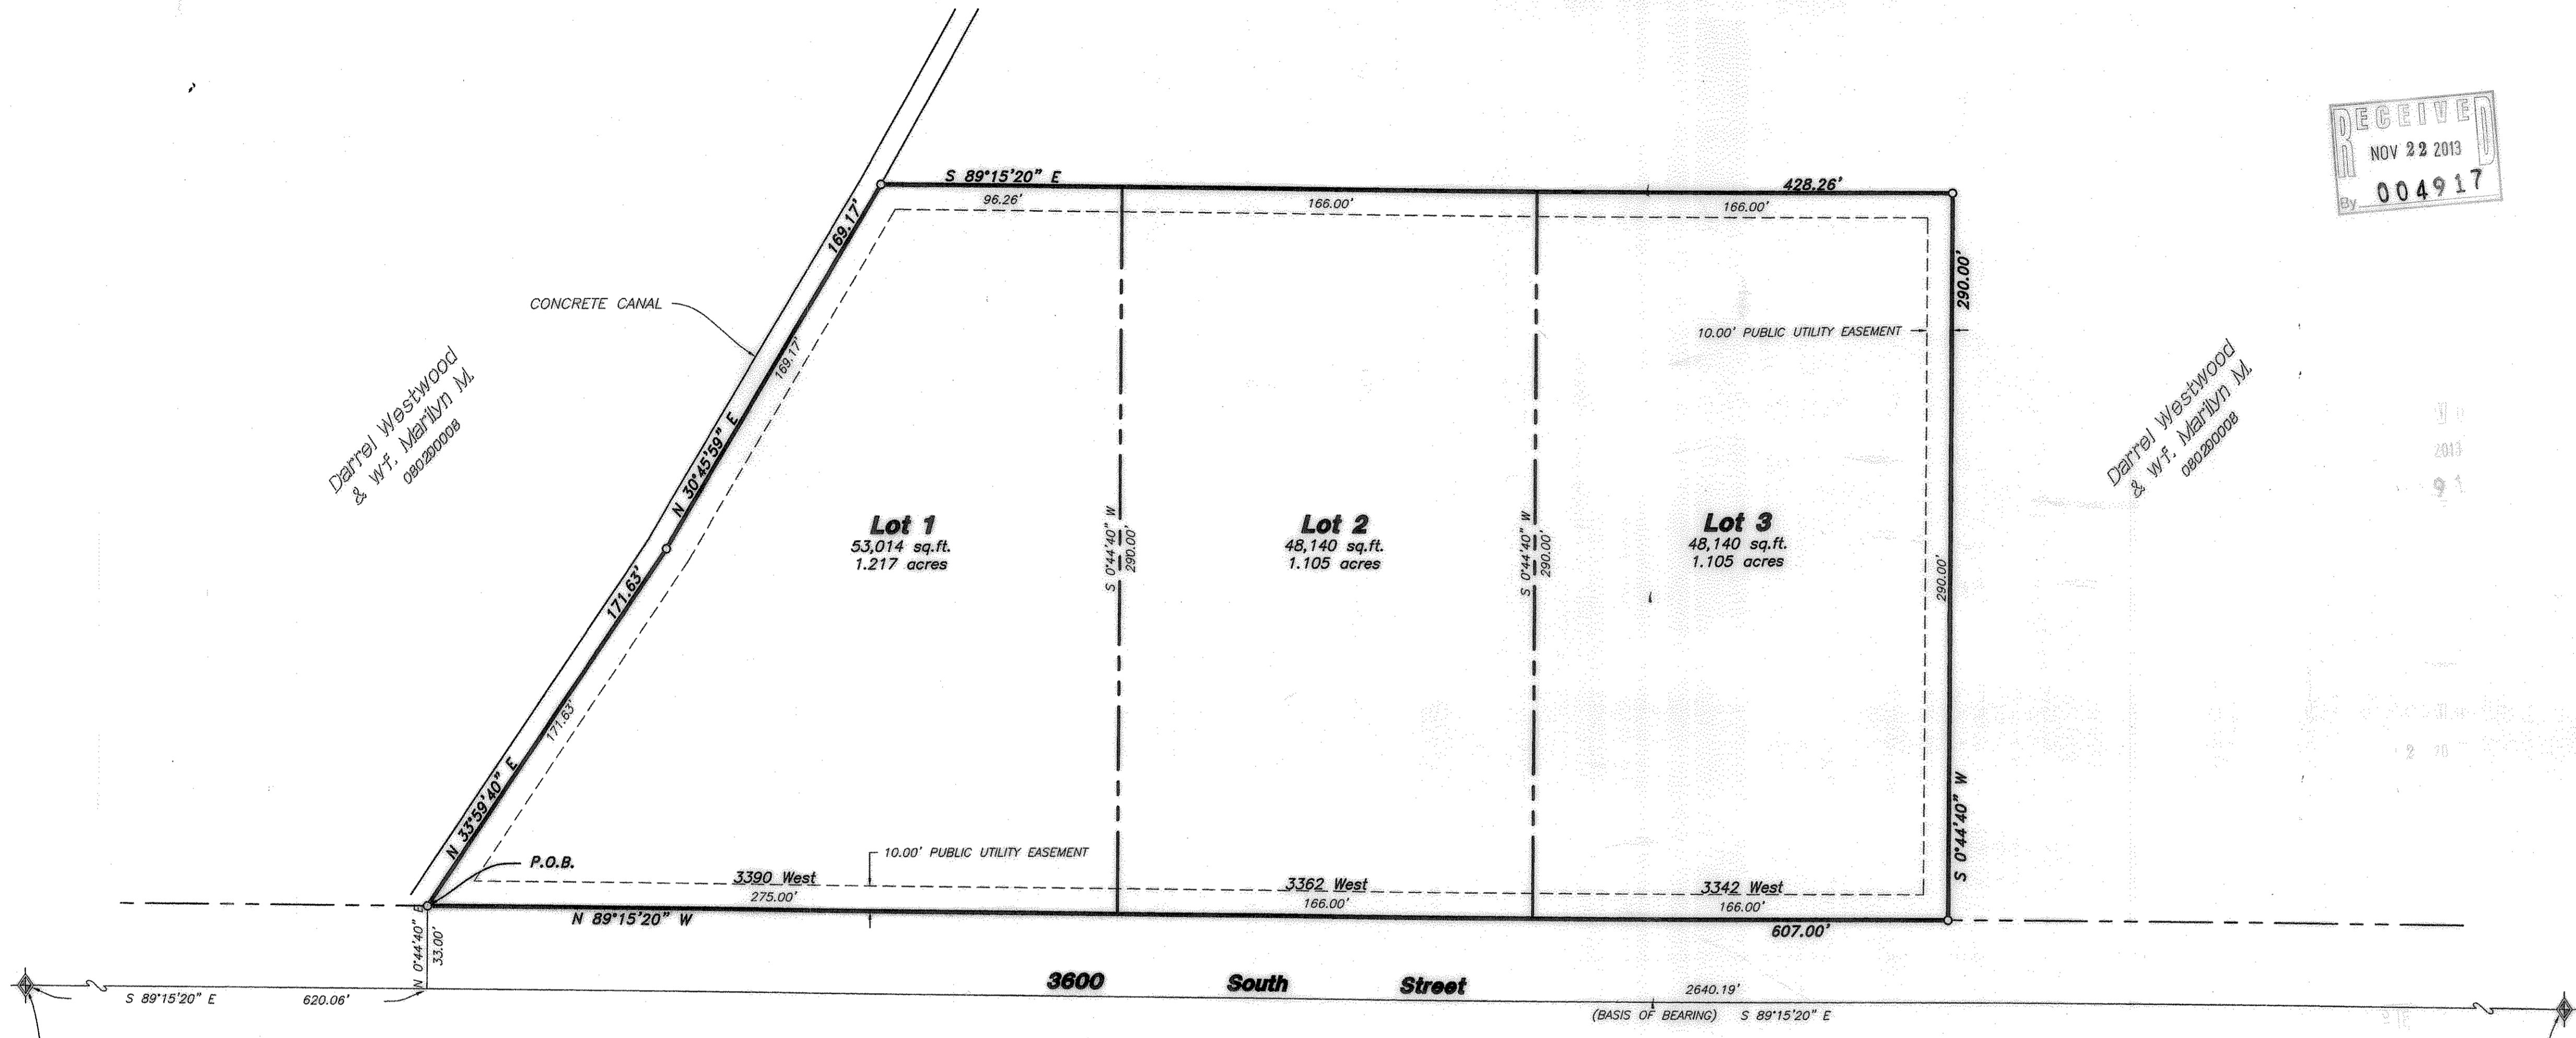 RECEIVED
NOV 22 2013
By 004917
S 89°15'20" E
428.26'
96.26'
166.00'
166.00'
169.17'
290.00'
CONCRETE CANAL
10.00' PUBLIC UTILITY EASEMENT
169.17'
Darrel Westwood
& wf. Marilyn M.
080200008
Darrel Westwood
& wf. Marilyn M.
080200008
N 30°45'59" E
Lot 1
53,014 sq.ft.
1.217 acres
S 0°44'40" W
290.00'
Lot 2
48,140 sq.ft.
1.105 acres
S 0°44'40" W
290.00'
Lot 3
48,140 sq.ft.
1.105 acres
290.00'
171.63'
171.63'
N 33°59'40" E
S 0°44'40" W
P.O.B.
10.00' PUBLIC UTILITY EASEMENT
3390 West
3362 West
3342 West
275.00'
166.00'
166.00'
N 89°15'20" W
607.00'
N 0°44'40" E
33.00'
3600 South Street
S 89°15'20" E
620.06'
2640.19'
(BASIS OF BEARING) S 89°15'20" E